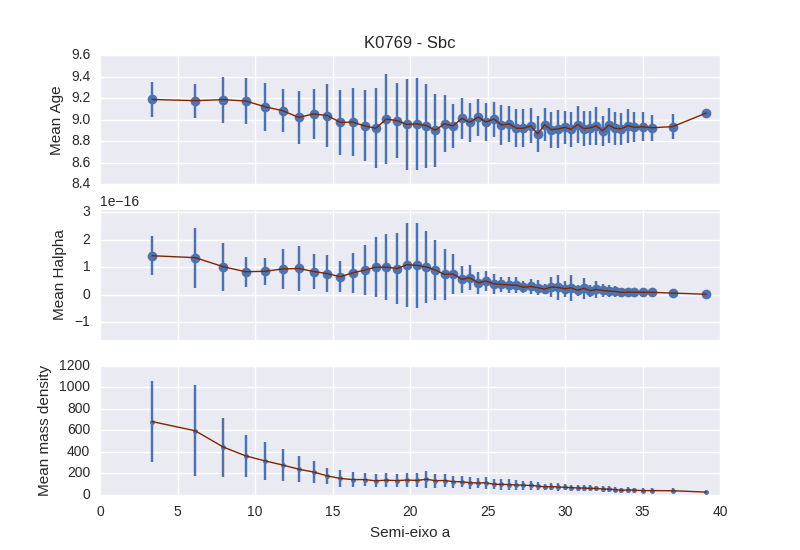 K0769 - Sbc
9.6
9.4
9.2
9.0
8.8
8.6
8.4
Mean Age
1e−16
3
2
1
0
−1
Mean Halpha
1200
1000
800
600
400
200
0
Mean mass density
0 5 10 15 20 25 30 35 40
Semi-eixo a